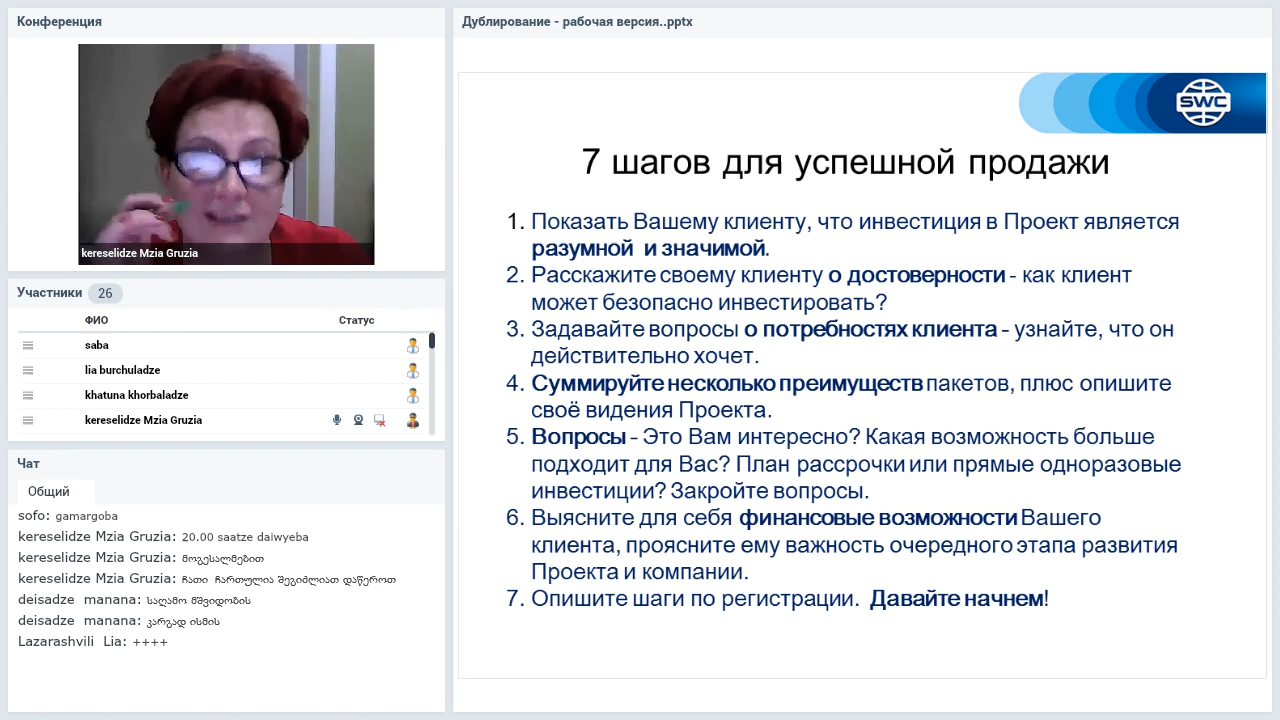 Конференция
kereselidze Mzia Gruzia
Участники 26
ФИО Статус
saba
lia burchuladze
khatuna khorbaladze
kereselidze Mzia Gruzia
Чат
Общий
sofo: gamargoba
kereselidze Mzia Gruzia: 20.00 saatze daiwyeba
kereselidze Mzia Gruzia: მოგესალმებით
kereselidze Mzia Gruzia: ჩათი ჩართულია შეგიძლიათ დაწეროთ
deisadze manana: საღამო მშვიდობის
deisadze manana: კარგად ისმის
Lazarashvili Lia: ++++
Дублирование - рабочая версия..pptx
SWC
7 шагов для успешной продажи
1. Показать Вашему клиенту, что инвестиция в Проект является
разумной и значимой.
2. Расскажите своему клиенту о достоверности - как клиент
может безопасно инвестировать?
3. Задавайте вопросы о потребностях клиента - узнайте, что он
действительно хочет.
4. Суммируйте несколько преимуществ пакетов, плюс опишите
своё видения Проекта.
5. Вопросы - Это Вам интересно? Какая возможность больше
подходит для Вас? План рассрочки или прямые одноразовые
инвестиции? Закройте вопросы.
6. Выясните для себя финансовые возможности Вашего
клиента, проясните ему важность очередного этапа развития
Проекта и компании.
7. Опишите шаги по регистрации. Давайте начнем!